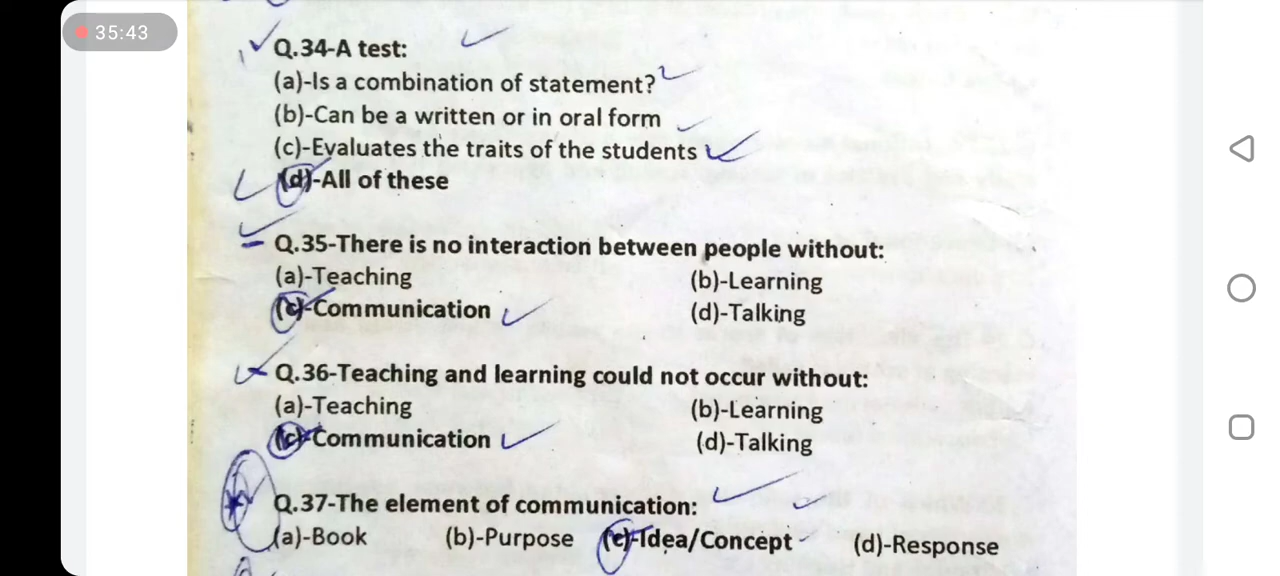 35:43
Q.34-A test:
(a)-Is a combination of statement?
(b)-Can be a written or in oral form
(c)-Evaluates the traits of the students
(d)-All of these
Q.35-There is no interaction between people without:
(a)-Teaching (b)-Learning
(c)-Communication (d)-Talking
Q.36-Teaching and learning could not occur without:
(a)-Teaching (b)-Learning
(c)-Communication (d)-Talking
Q.37-The element of communication:
(a)-Book (b)-Purpose (c)-Idea/Concept (d)-Response